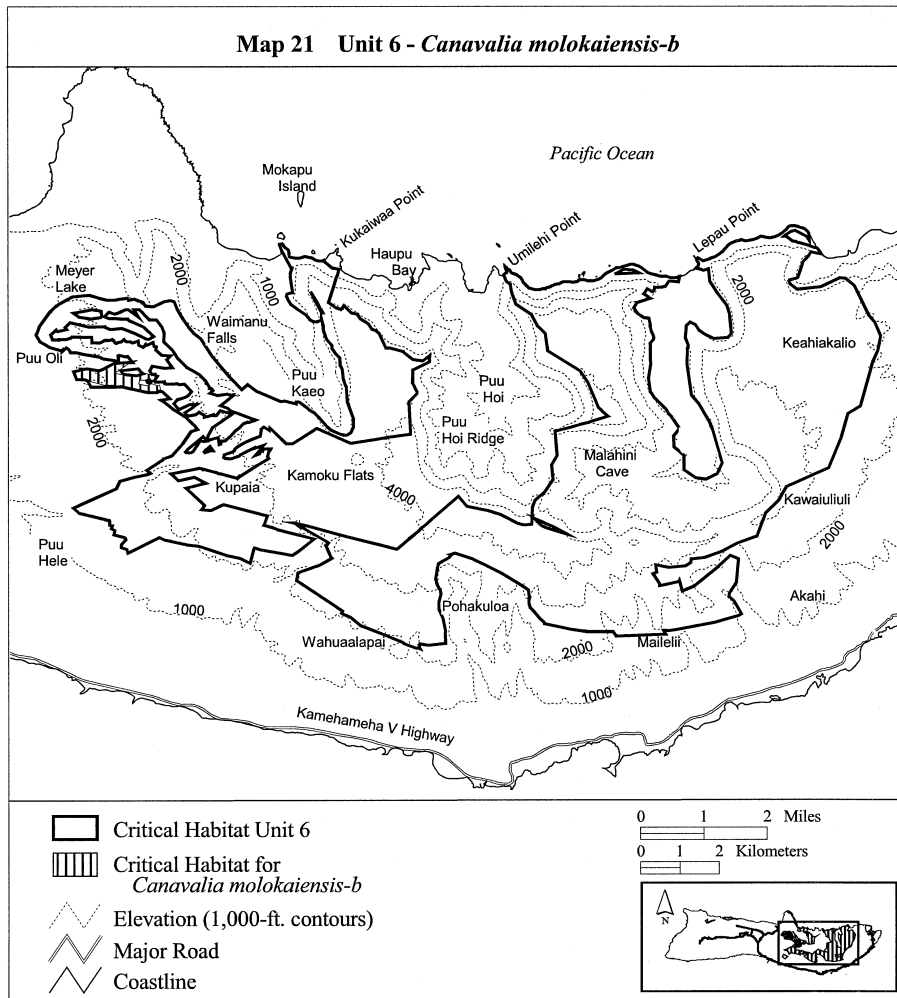 Map 21 Unit 6 - Canavalia molokaiensis-b
Pacific Ocean
Mokapu
Island
Kukaiwaa Point
Haupu
Bay
Umilehi Point
Lepau Point
Meyer
Lake
2000
1000
2000
Waimanu
Falls
Keahiakalio
Puu Oli
Puu
Kaeo
Puu
Hoi
Puu
Hoi Ridge
2000
Malahini
Cave
Kamoku Flats
Kupaia
4000
Kawaiuliuli
2000
Puu
Hele
1000
Pohakuloa
Akahi
Wahuaalapai
2000
Mailelii
1000
Kamehameha V Highway
Critical Habitat Unit 6
Critical Habitat for
Canavalia molokaiensis-b
Elevation (1,000-ft. contours)
Major Road
Coastline
0 1 2 Miles
0 1 2 Kilometers
N